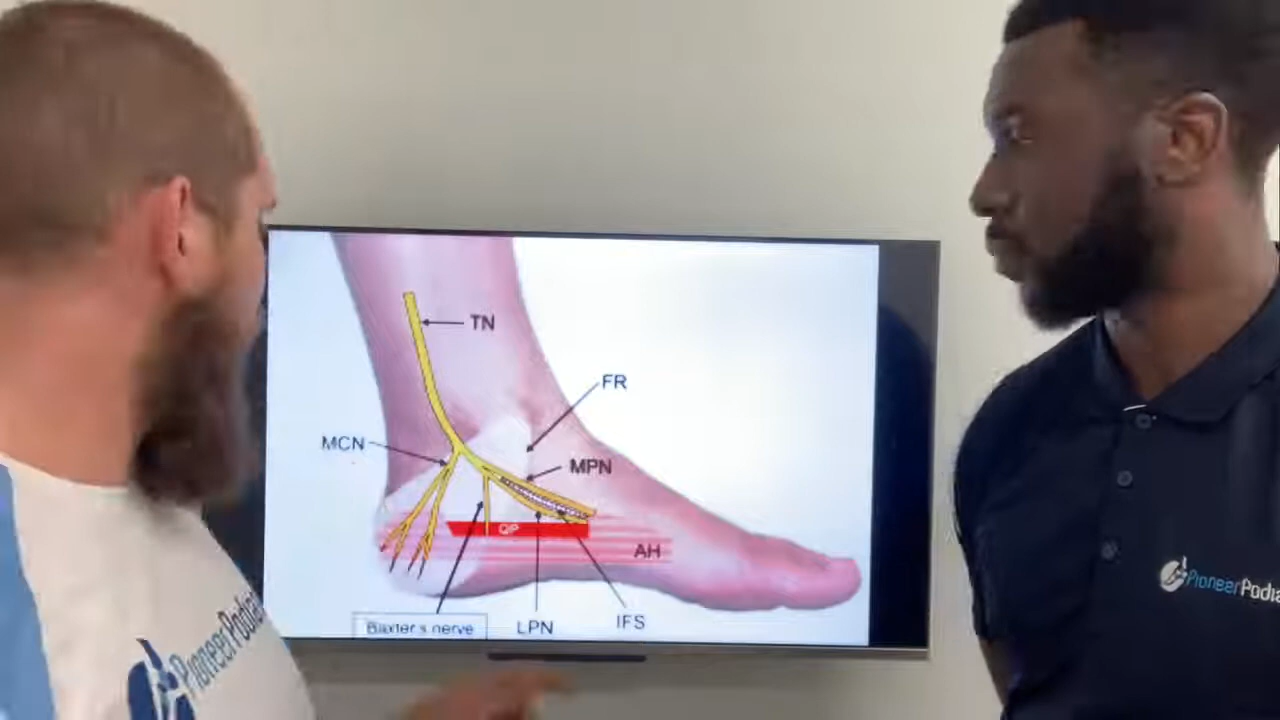 TN
FR
MCN
MPN
QP
AH
Baxter's nerve
LPN
IFS
PioneerPodia
PioneerPodia